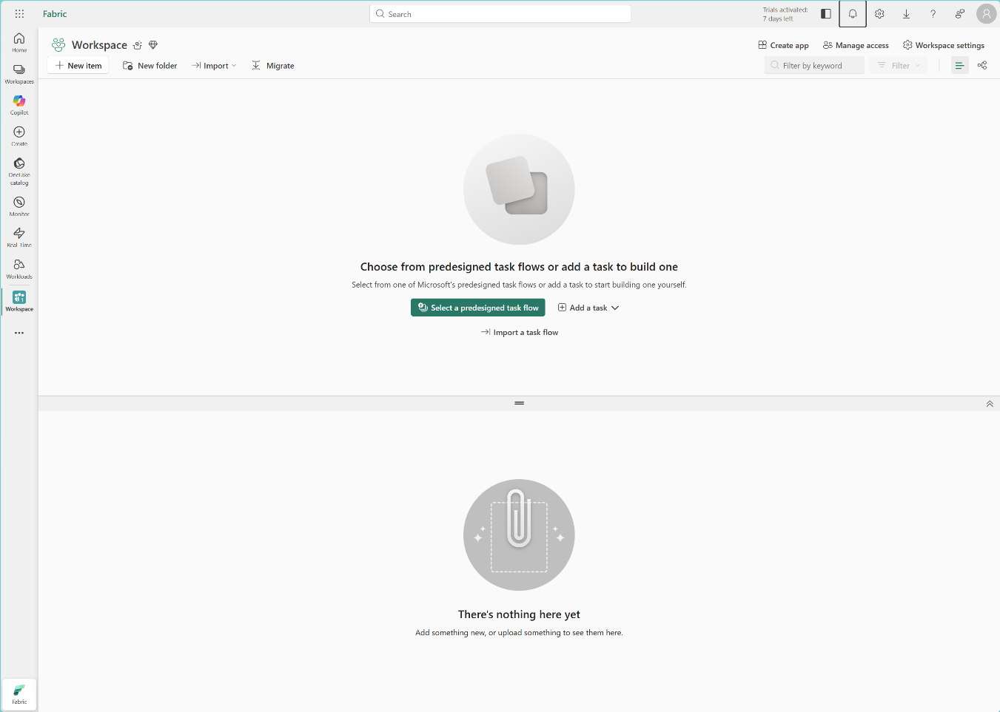 Fabric
Search
Trials activated:
7 days left
Home
Workspaces
Copilot
Create
OneLake
catalog
Monitor
Real-Time
Workloads
Workspace
Fabric
Workspace
Create app
Manage access
Workspace settings
New item
New folder
Import
Migrate
Filter by keyword
Filter
Choose from predesigned task flows or add a task to build one
Select from one of Microsoft's predesigned task flows or add a task to start building one yourself.
Select a predesigned task flow
Add a task
Import a task flow
There's nothing here yet
Add something new, or upload something to see them here.